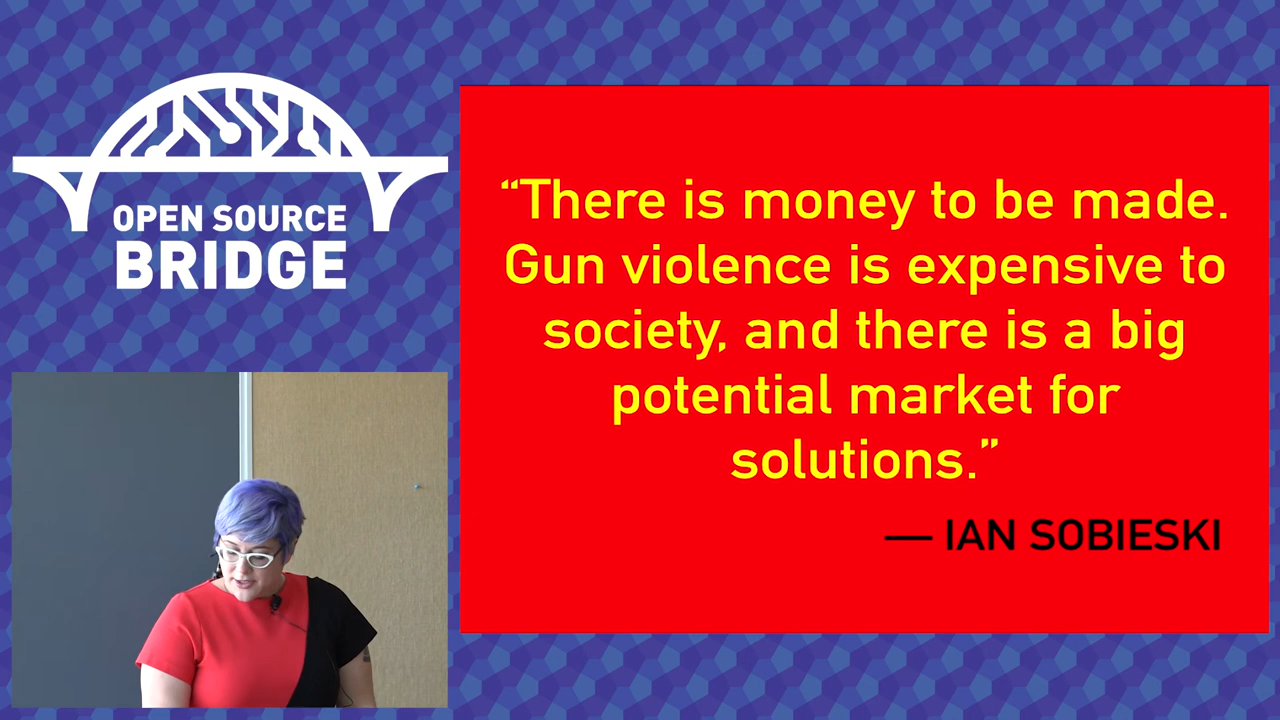 OPEN SOURCE
BRIDGE
“There is money to be made.
Gun violence is expensive to
society, and there is a big
potential market for
solutions.”
— IAN SOBIESKI